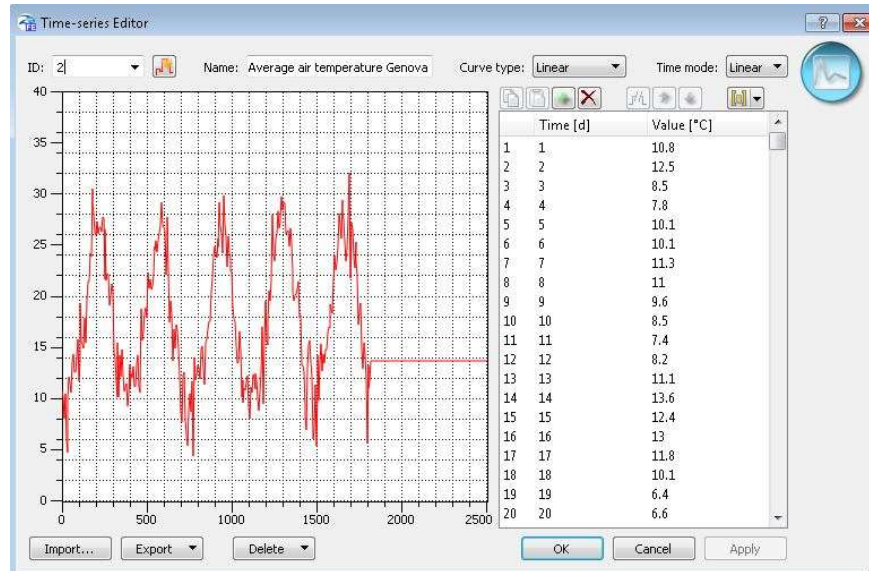 Time-series Editor
ID: 2 Name: Average air temperature Genova Curve type: Linear Time mode: Linear
Time [d] Value [°C]
1 1 10.8
2 2 12.5
3 3 8.5
4 4 7.8
5 5 10.1
6 6 10.1
7 7 11.3
8 8 11
9 9 9.6
10 10 8.5
11 11 7.4
12 12 8.2
13 13 11.1
14 14 13.6
15 15 12.4
16 16 13
17 17 11.8
18 18 10.1
19 19 6.4
20 20 6.6
40
35
30
25
20
15
10
5
0
0 500 1000 1500 2000 2500
Import... Export Delete OK Cancel Apply